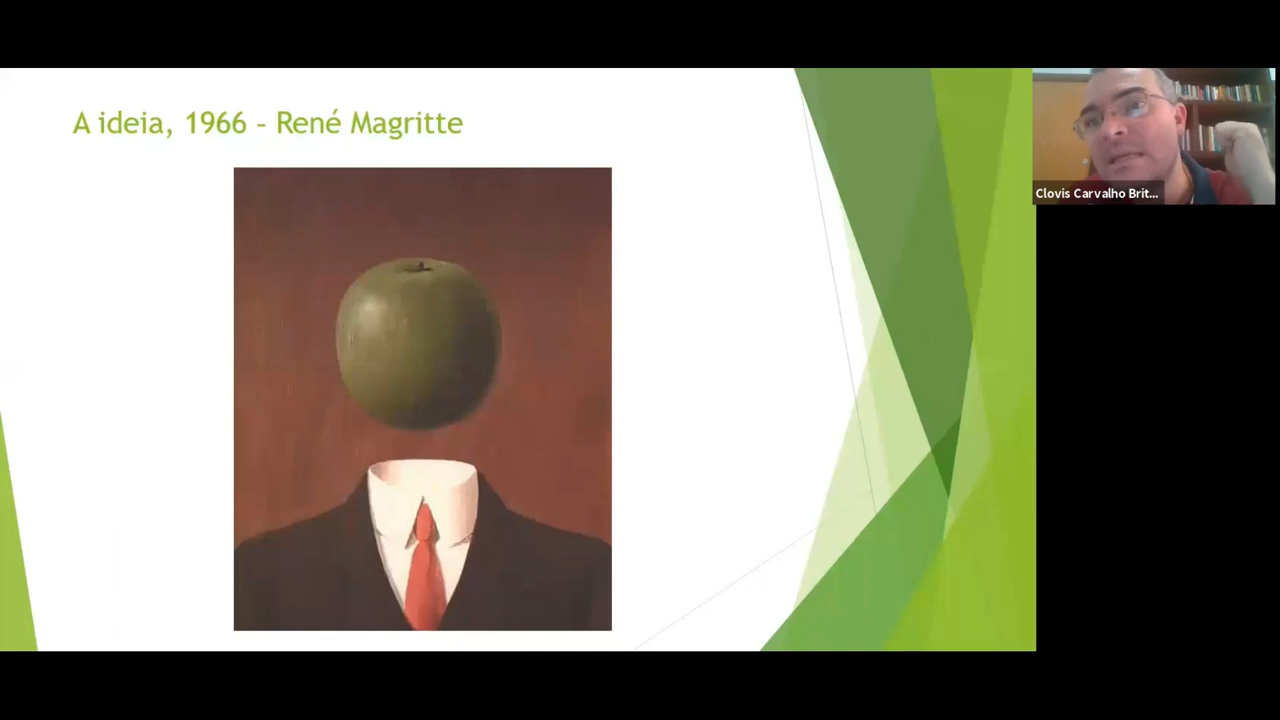 A ideia, 1966 – René Magritte
Clovis Carvalho Brit...